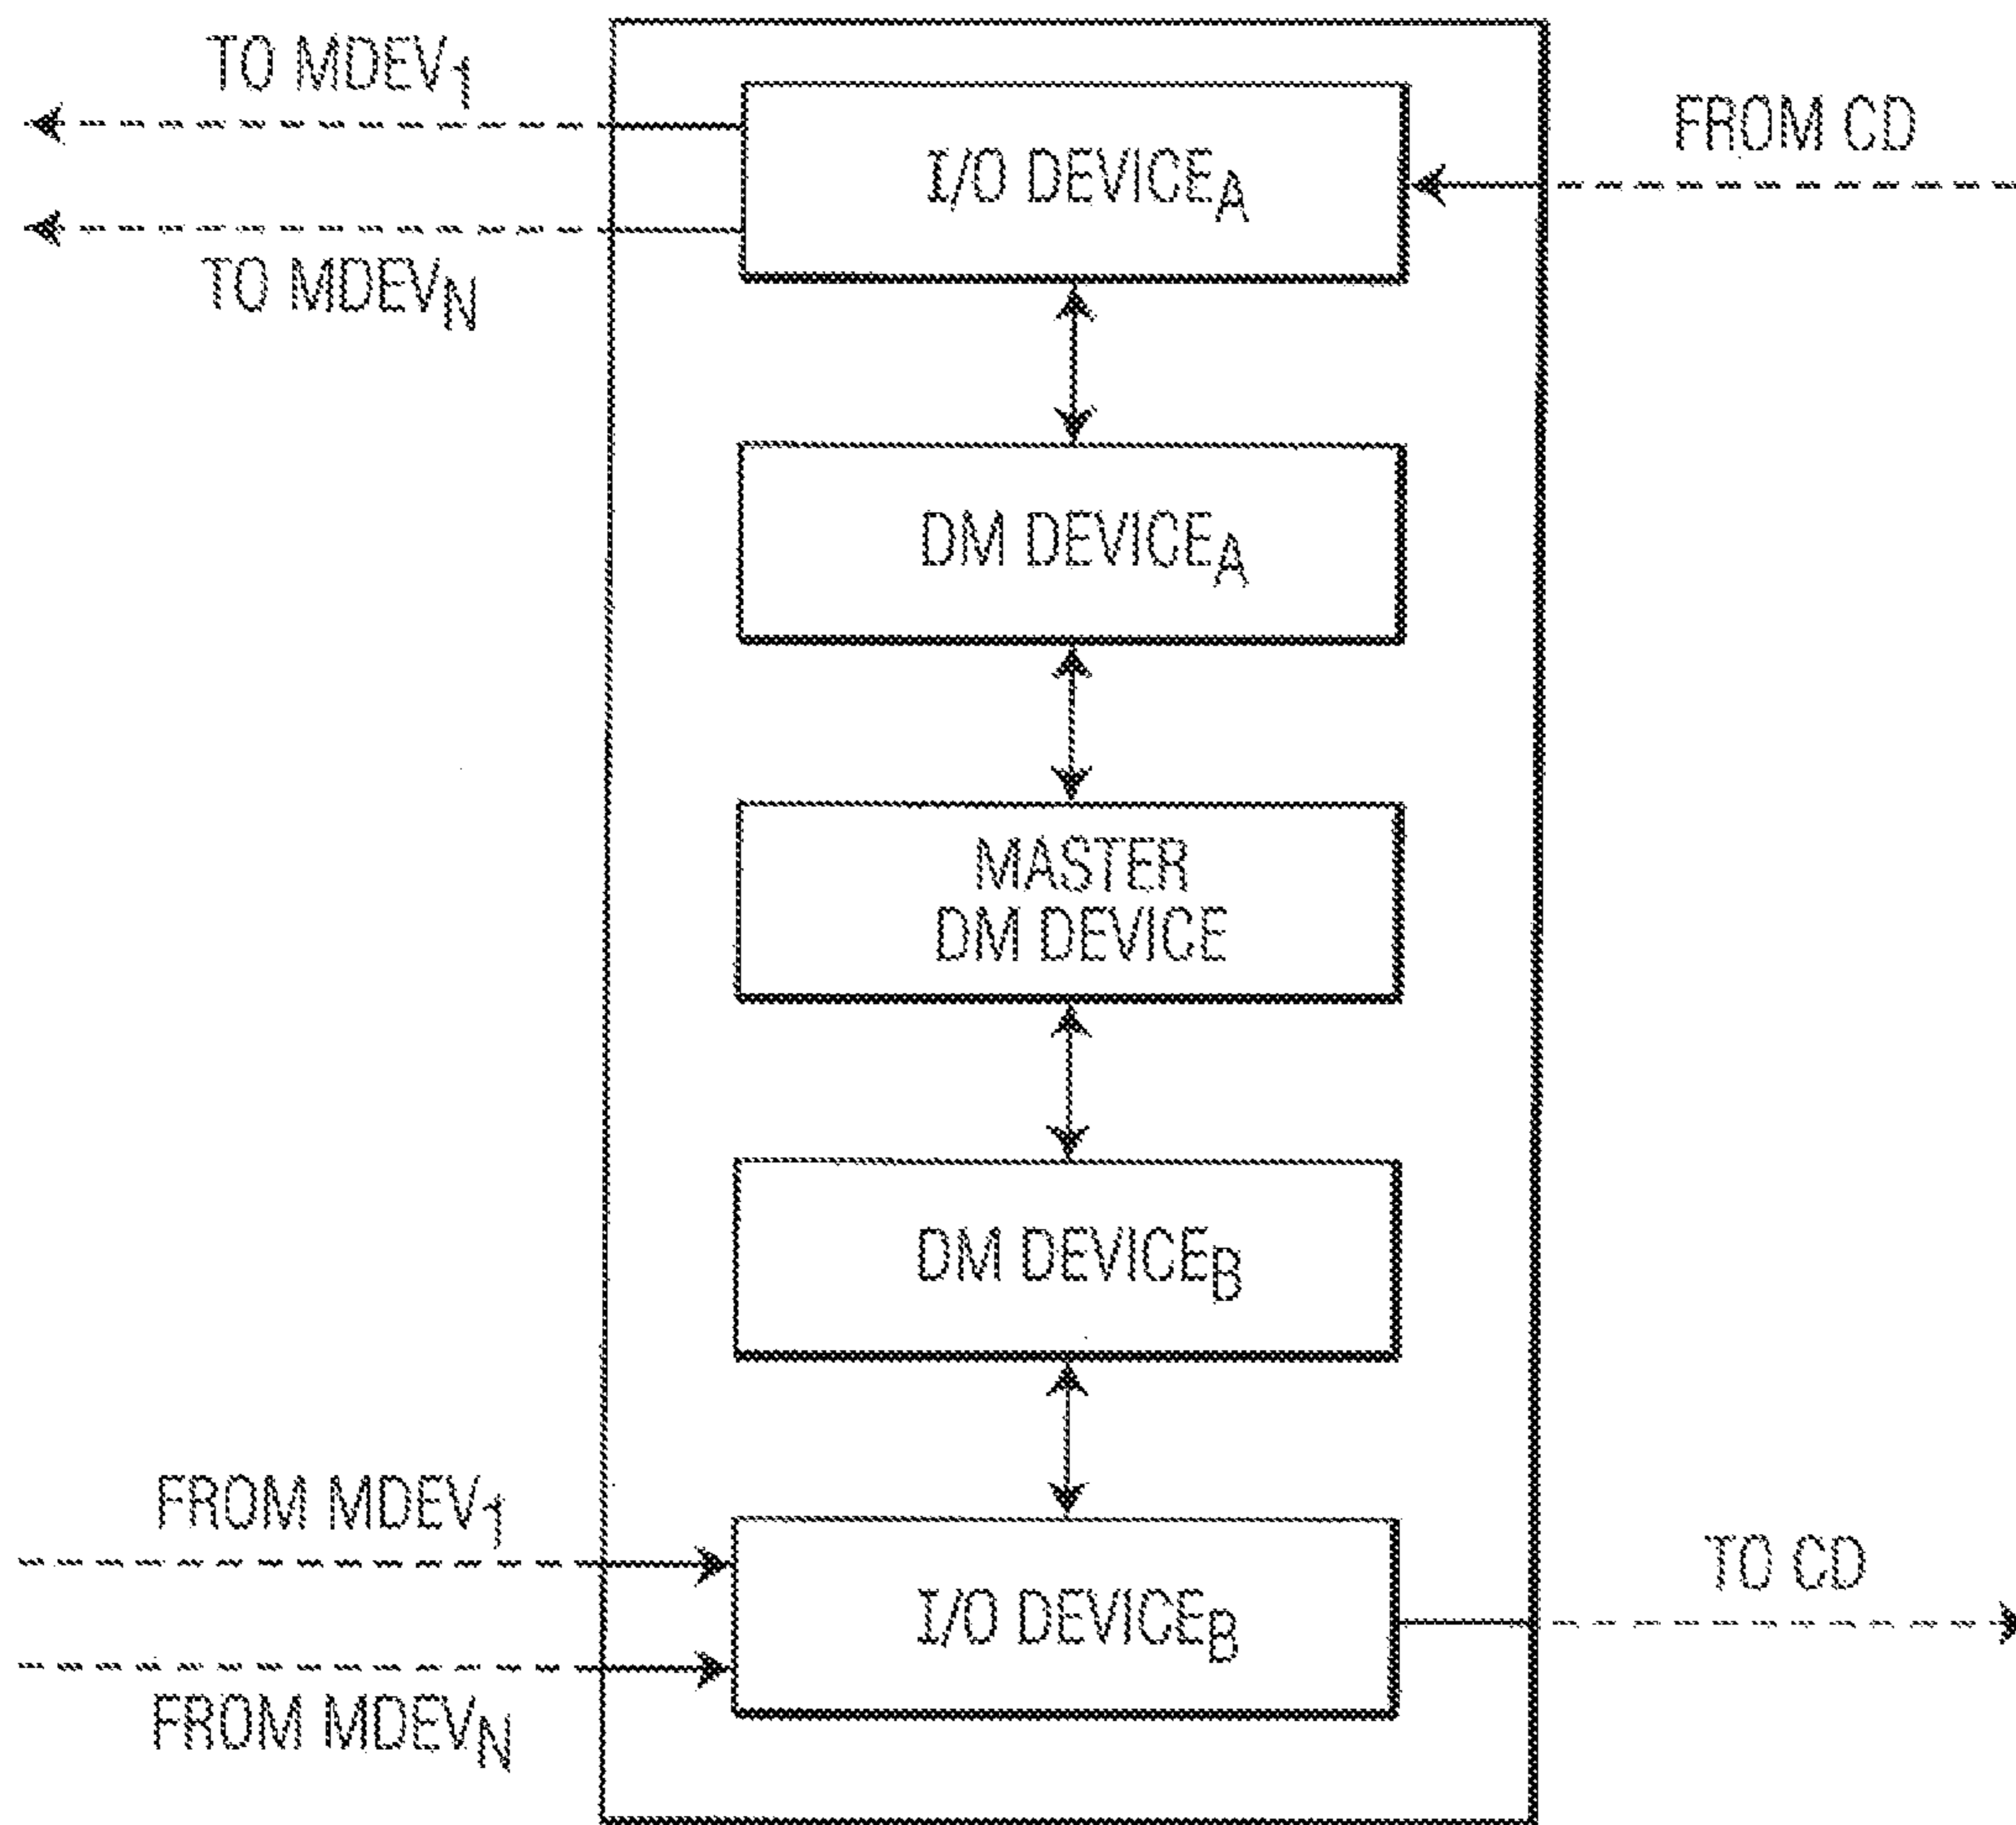 TO MDEV1
FROM CD
I/O DEVICEA
TO MDEVN
DM DEVICEA
MASTER
DM DEVICE
DM DEVICEB
FROM MDEV1
TO CD
I/O DEVICEB
FROM MDEVN